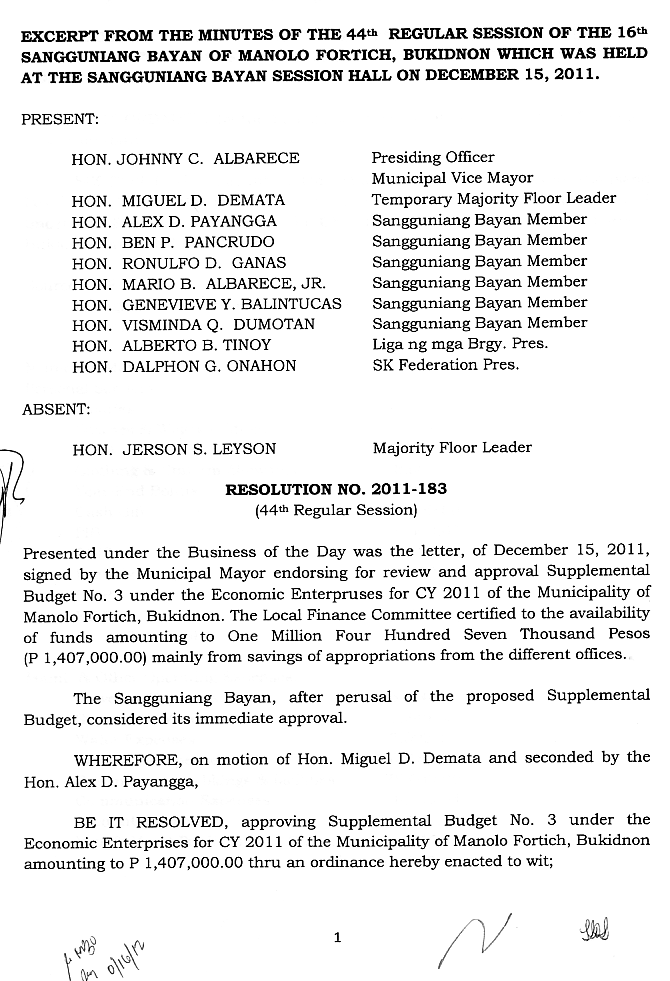 EXCERPT FROM THE MINUTES OF THE 44th REGULAR SESSION OF THE 16th
SANGGUNIANG BAYAN OF MANOLO FORTICH, BUKIDNON WHICH WAS HELD
AT THE SANGGUNIANG BAYAN SESSION HALL ON DECEMBER 15, 2011.
PRESENT:
HON. JOHNNY C. ALBARECE Presiding Officer
Municipal Vice Mayor
HON. MIGUEL D. DEMATA Temporary Majority Floor Leader
HON. ALEX D. PAYANGGA Sangguniang Bayan Member
HON. BEN P. PANCRUDO Sangguniang Bayan Member
HON. RONULFO D. GANAS Sangguniang Bayan Member
HON. MARIO B. ALBARECE, JR. Sangguniang Bayan Member
HON. GENEVIEVE Y. BALINTUCAS Sangguniang Bayan Member
HON. VISMINDA Q. DUMOTAN Sangguniang Bayan Member
HON. ALBERTO B. TINOY Liga ng mga Brgy. Pres.
HON. DALPHON G. ONAHON SK Federation Pres.
ABSENT:
HON. JERSON S. LEYSON Majority Floor Leader
RESOLUTION NO. 2011-183
(44th Regular Session)
Presented under the Business of the Day was the letter, of December 15, 2011,
signed by the Municipal Mayor endorsing for review and approval Supplemental
Budget No. 3 under the Economic Enterpruses for CY 2011 of the Municipality of
Manolo Fortich, Bukidnon. The Local Finance Committee certified to the availability
of funds amounting to One Million Four Hundred Seven Thousand Pesos
(P 1,407,000.00) mainly from savings of appropriations from the different offices.
The Sangguniang Bayan, after perusal of the proposed Supplemental
Budget, considered its immediate approval.
WHEREFORE, on motion of Hon. Miguel D. Demata and seconded by the
Hon. Alex D. Payangga,
BE IT RESOLVED, approving Supplemental Budget No. 3 under the
Economic Enterprises for CY 2011 of the Municipality of Manolo Fortich, Bukidnon
amounting to P 1,407,000.00 thru an ordinance hereby enacted to wit;
1